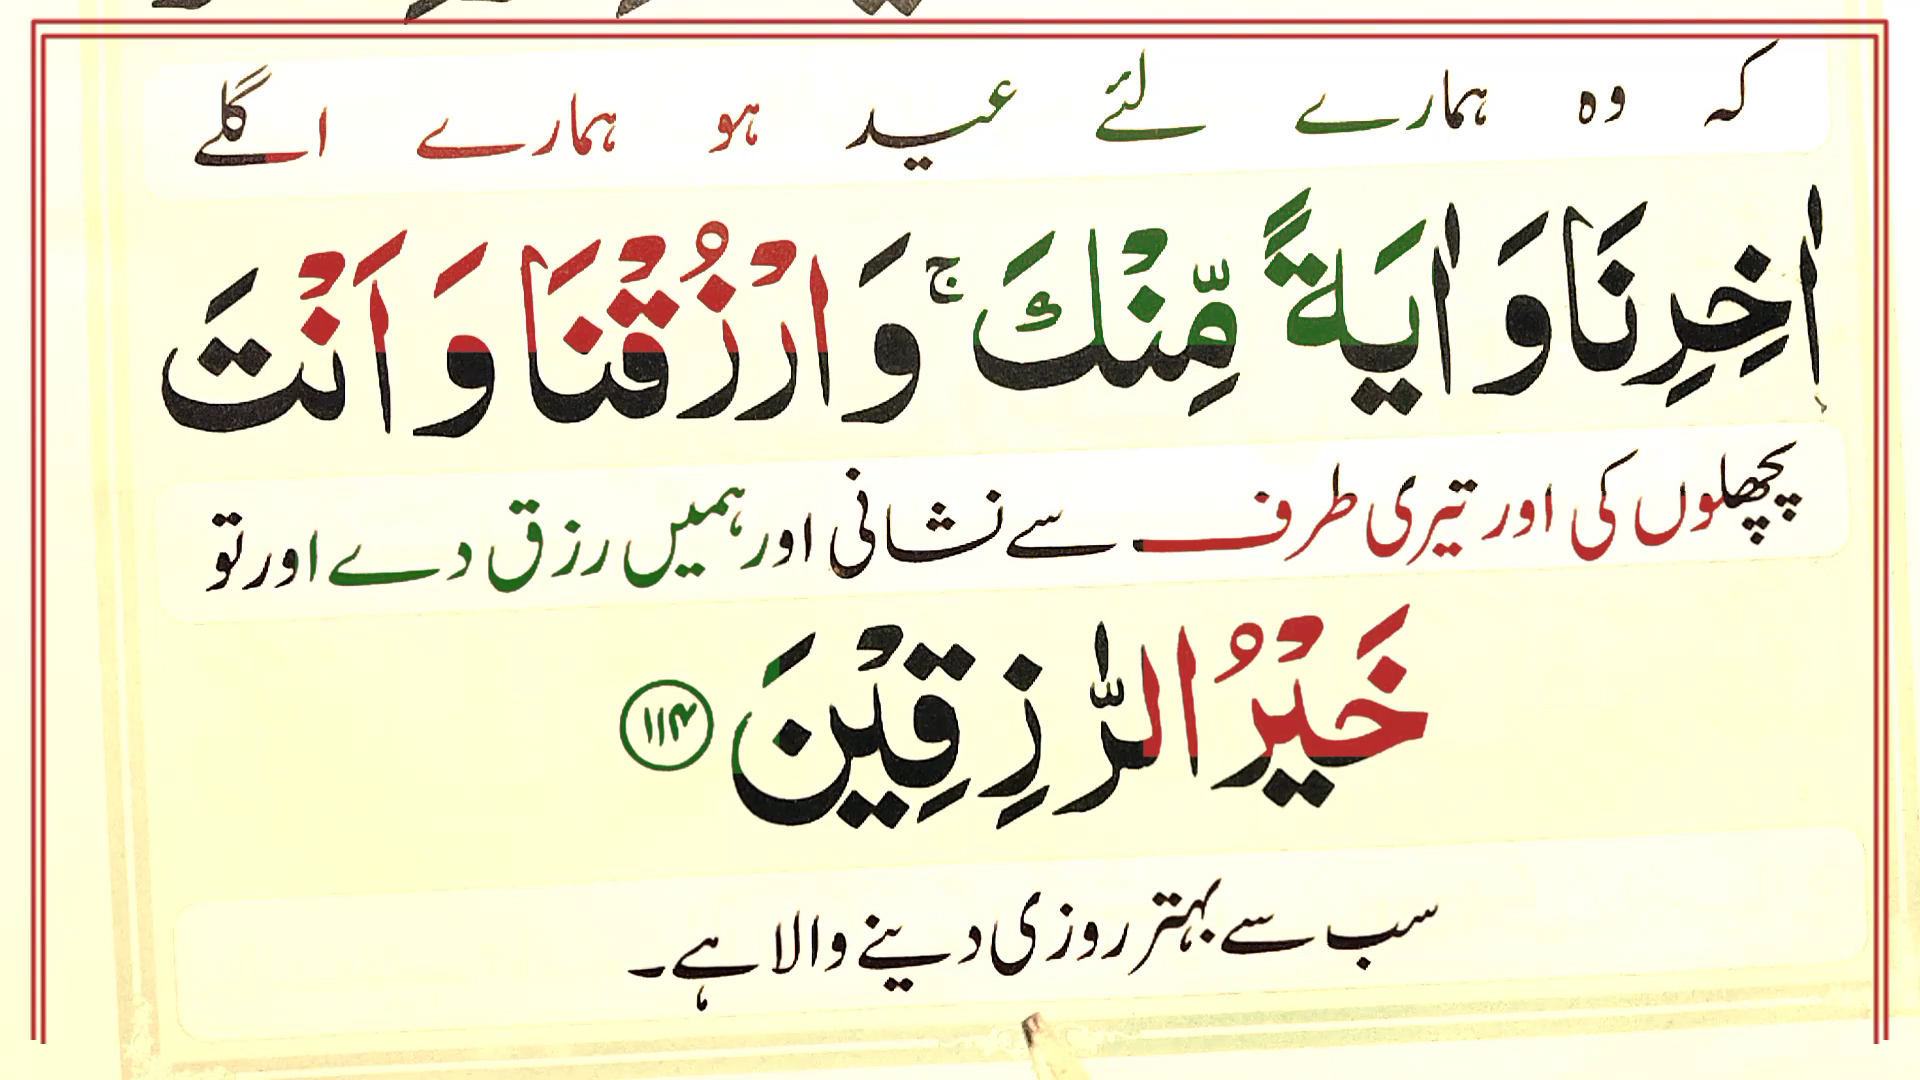 کہ وہ ہمارے لئے عید ہو ہمارے اگلے
اٰخِرِنَا وَ اٰیَةً مِّنْكَ ۚ وَ ارْزُقْنَا وَ اَنْتَ
پچھلوں کی اور تیری طرف سے نشانی اور ہمیں رزق دے اور تو
خَیْرُ الرّٰزِقِیْنَ ۱۱۴
سب سے بہتر روزی دینے والا ہے۔